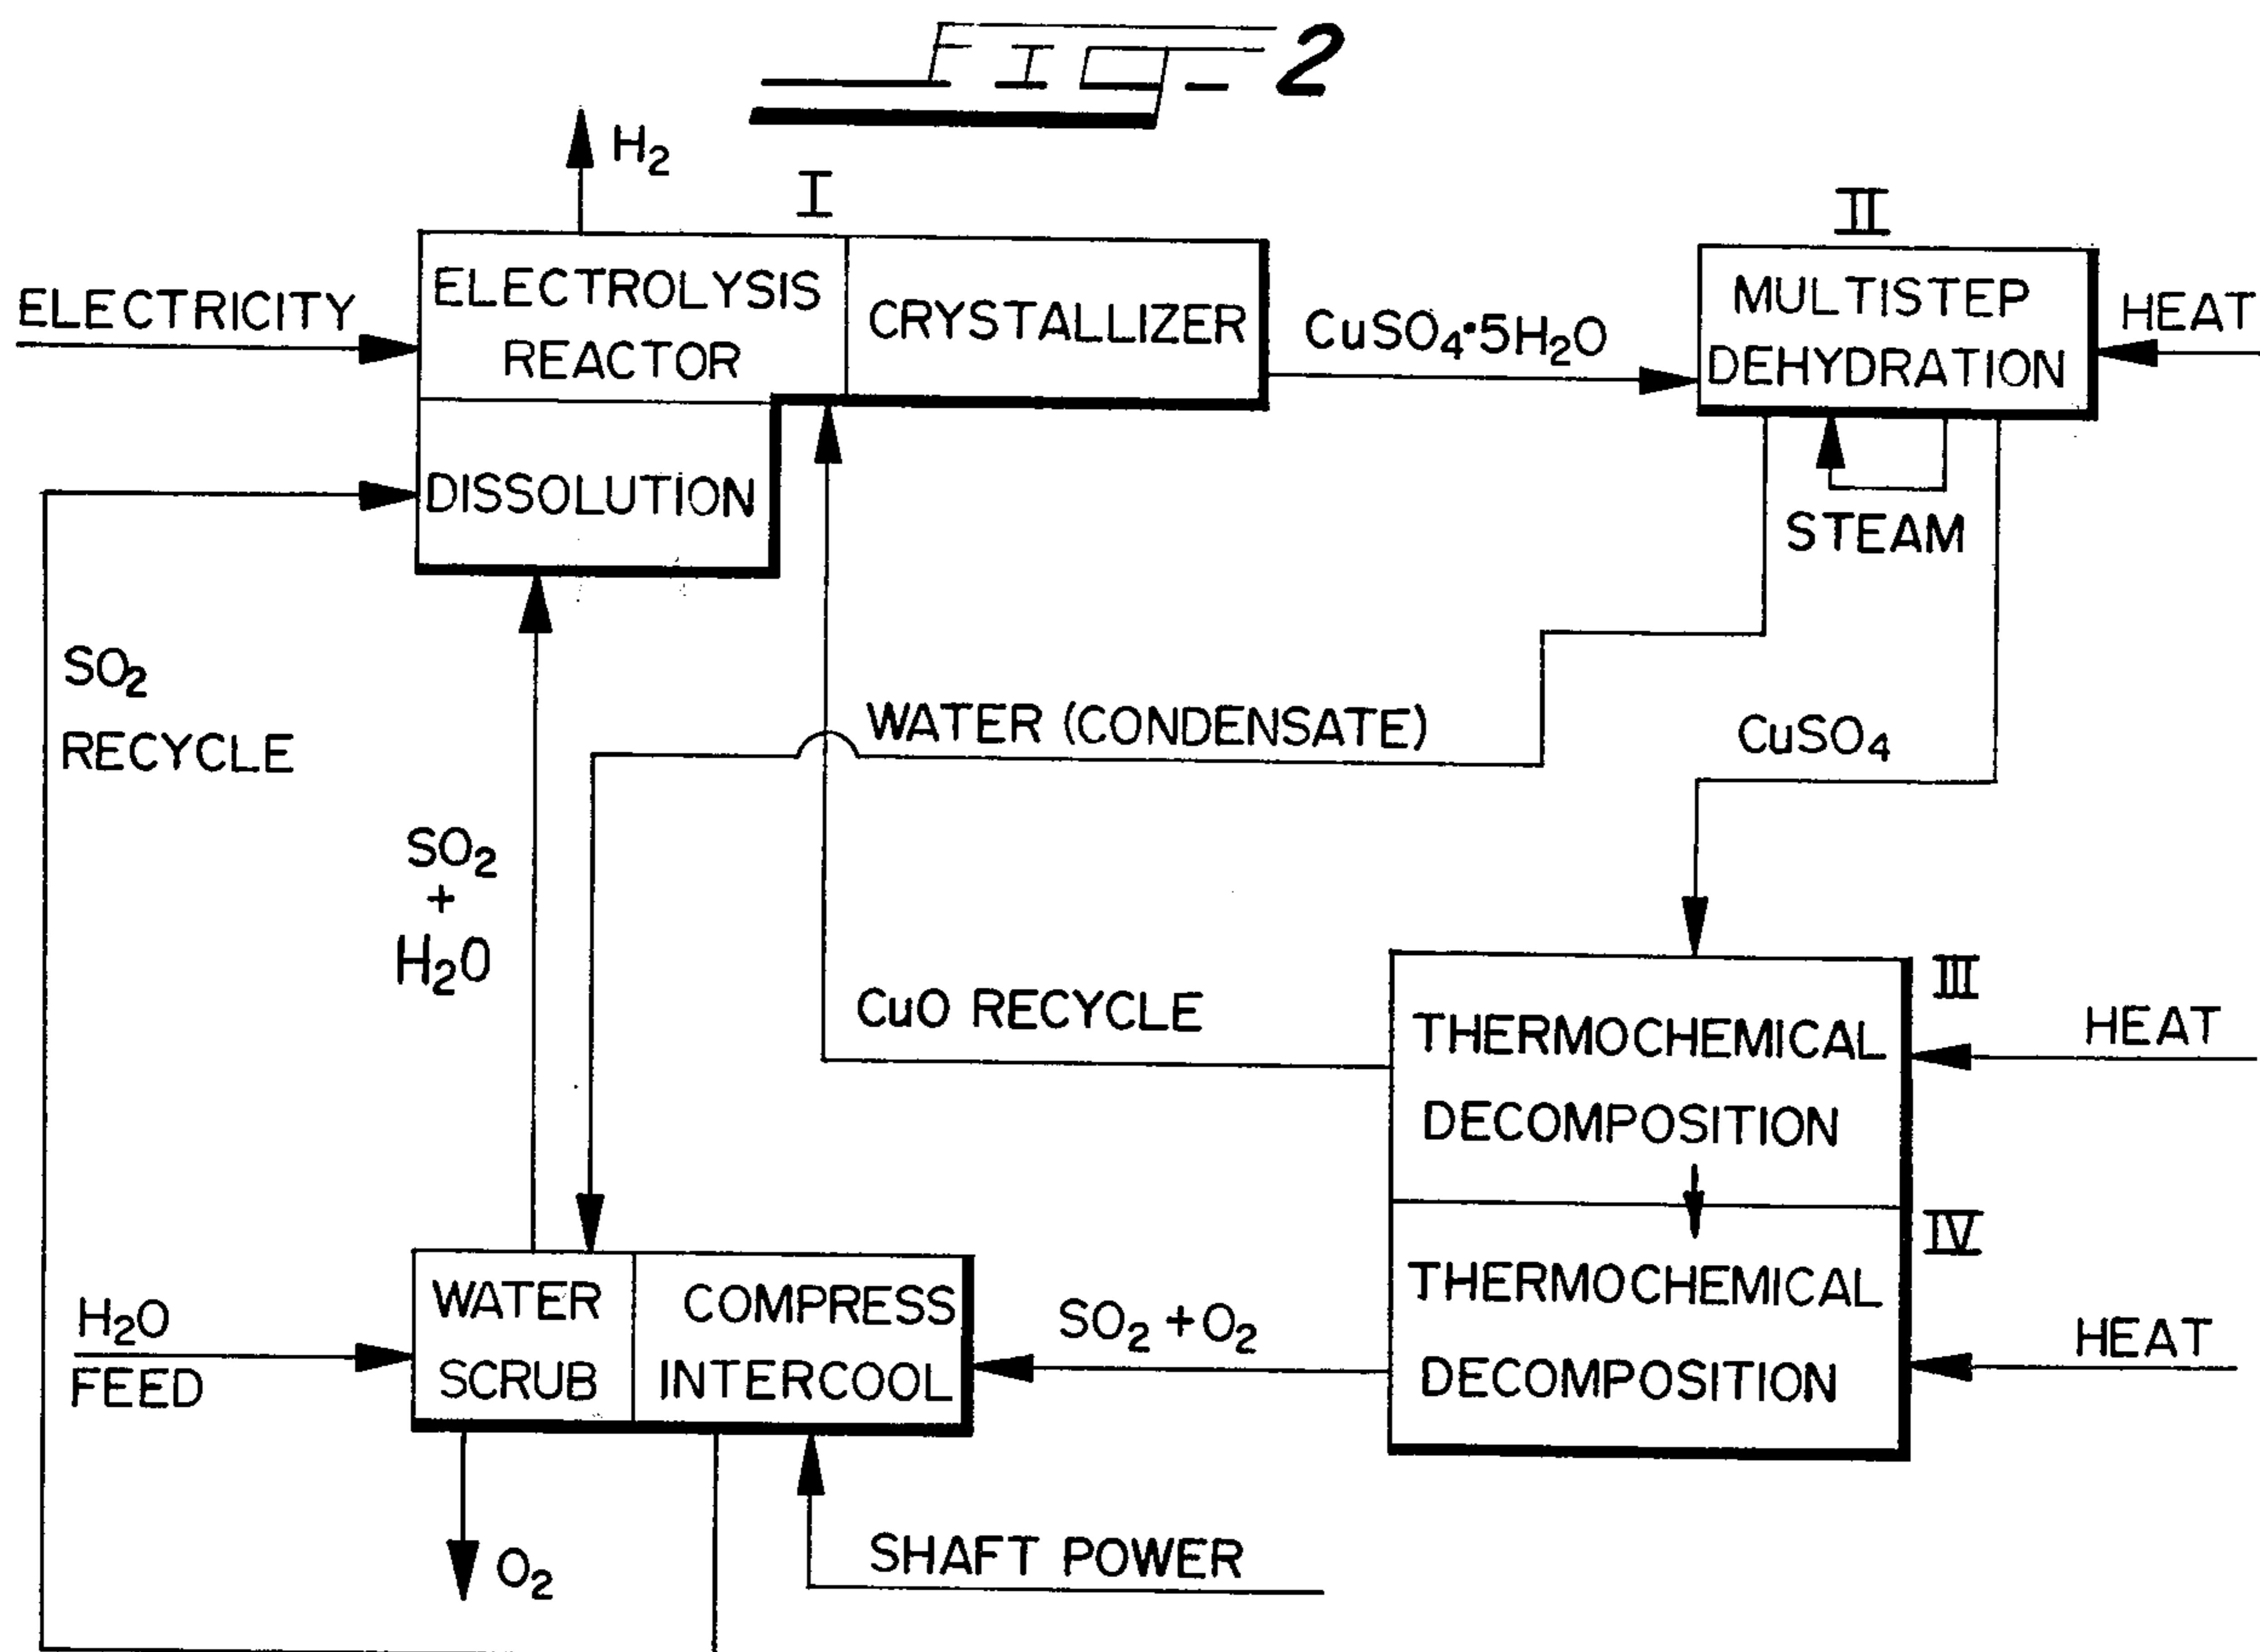 FIG-2
H₂
I
II
ELECTROLYSIS
REACTOR
CRYSTALLIZER
ELECTRICITY
CuSO₄•5H₂O
MULTISTEP
DEHYDRATION
HEAT
DISSOLUTION
STEAM
SO₂
RECYCLE
WATER (CONDENSATE)
CuSO₄
SO₂
+
H₂O
CuO RECYCLE
III
THERMOCHEMICAL
DECOMPOSITION
HEAT
IV
THERMOCHEMICAL
DECOMPOSITION
HEAT
H₂O
FEED
WATER
SCRUB
COMPRESS
INTERCOOL
SO₂ + O₂
O₂
SHAFT POWER